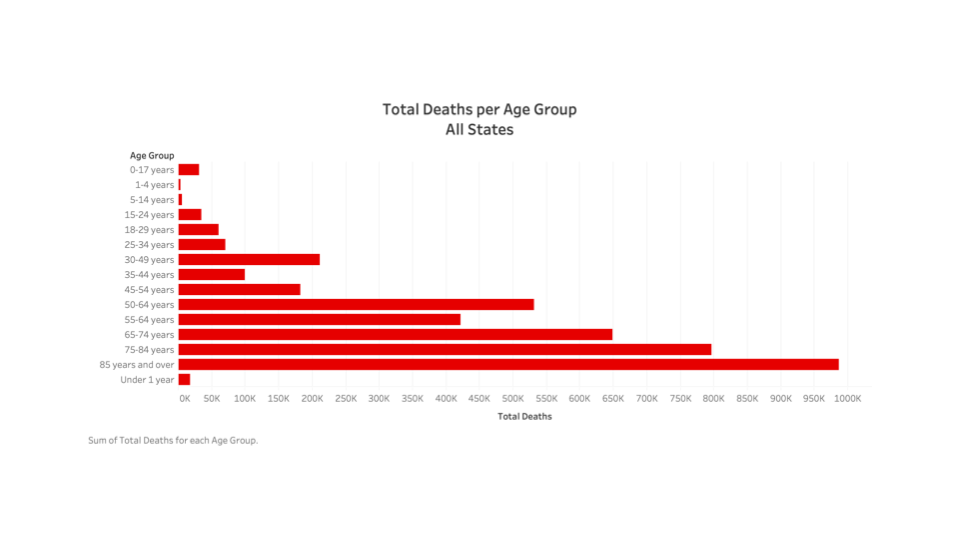 Total Deaths per Age Group
All States
Age Group
0-17 years
1-4 years
5-14 years
15-24 years
18-29 years
25-34 years
30-49 years
35-44 years
45-54 years
50-64 years
55-64 years
65-74 years
75-84 years
85 years and over
Under 1 year
0K 50K 100K 150K 200K 250K 300K 350K 400K 450K 500K 550K 600K 650K 700K 750K 800K 850K 900K 950K 1000K
Total Deaths
Sum of Total Deaths for each Age Group.